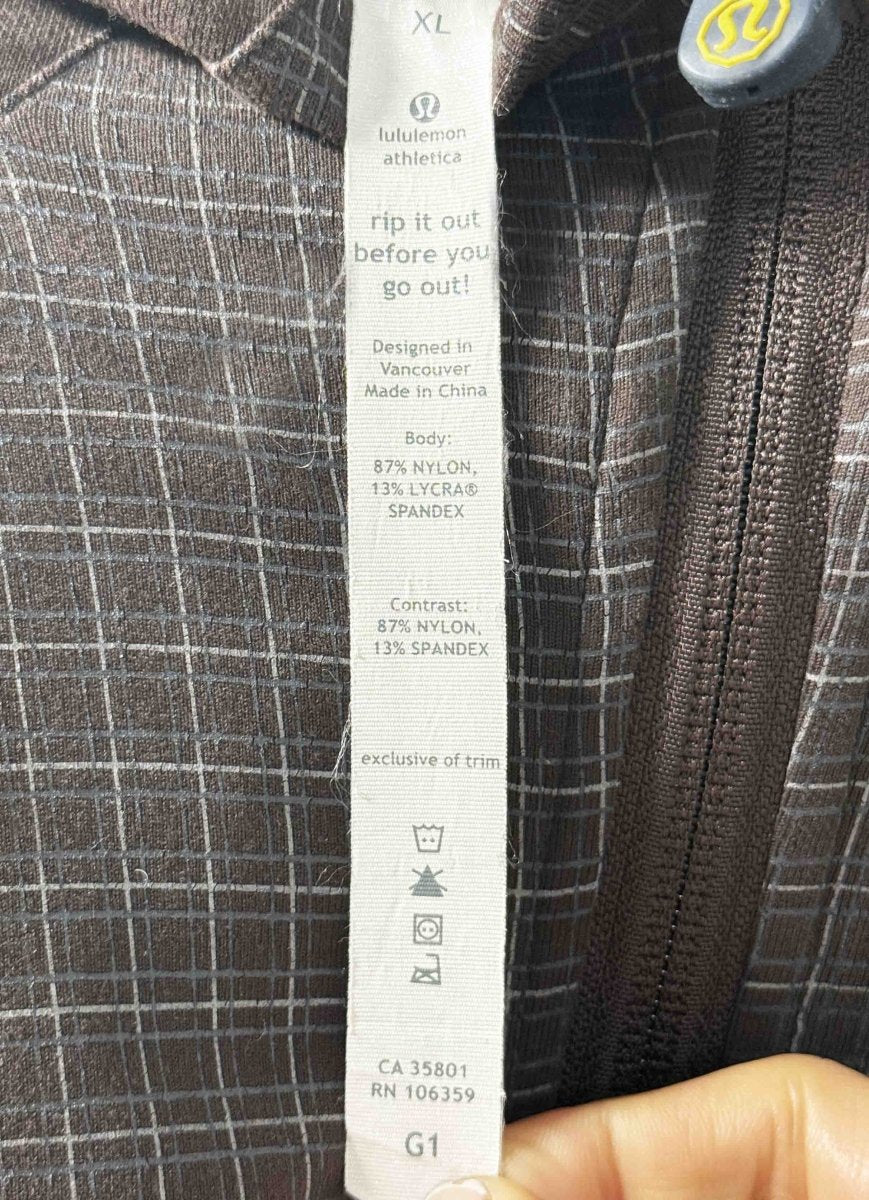 XL
lululemon
athletica
rip it out
before you
go out!
Designed in
Vancouver
Made in China
Body:
87% NYLON,
13% LYCRA®
SPANDEX
Contrast:
87% NYLON,
13% SPANDEX
exclusive of trim
CA 35801
RN 106359
G1